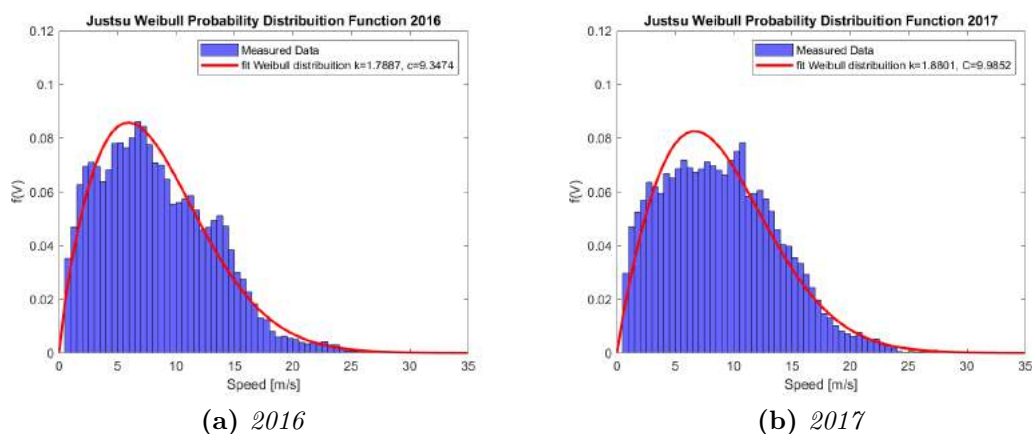 Justsu Weibull Probability Distribuition Function 2016
0.12
0.1
0.08
0.06
0.04
0.02
0
f(V)
Measured Data
fit Weibull distribuition k=1.7887, c=9.3474
0 5 10 15 20 25 30 35
Speed [m/s]
(a) 2016
Justsu Weibull Probability Distribuition Function 2017
0.12
0.1
0.08
0.06
0.04
0.02
0
f(V)
Measured Data
fit Weibull distribuition k=1.8801, C=9.9852
0 5 10 15 20 25 30 35
Speed [m/s]
(b) 2017